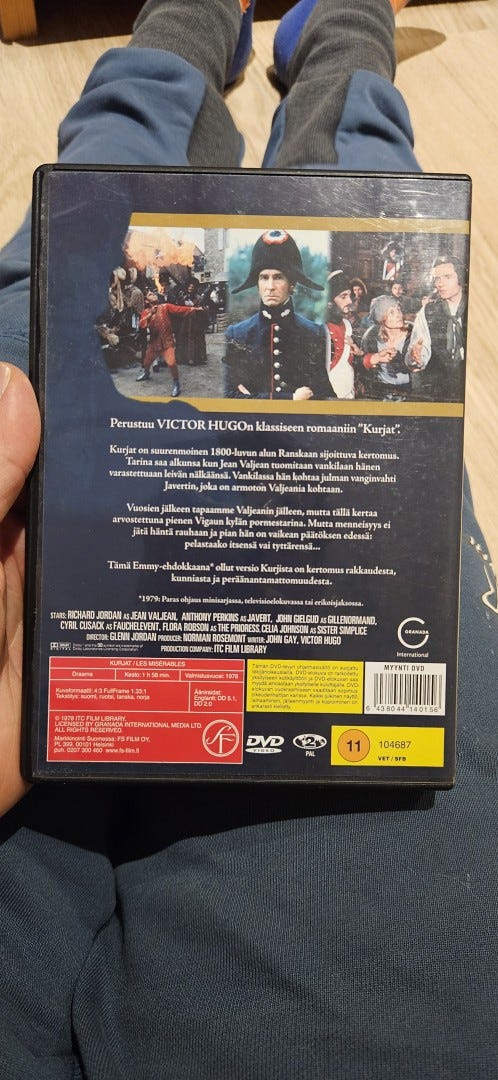 Perustuu VICTOR HUGOn klassiseen romaaniin "Kurjat".
Kurjat on suurenmoinen 1800-luvun alun Ranskaan sijoittuva kertomus.
Tarina saa alkunsa kun Jean Valjean tuomitaan vankilaan hänen
varastettuaan leivän nälkäänsä. Vankilassa hän kohtaa julman vanginvahti
Javertin, joka on armoton Valjeania kohtaan.
Vuosien jälkeen tapaamme Valjeanin jälleen, mutta tällä kertaa
arvostettuna pienen Vigaun kylän pormestarina. Mutta menneisyys ei
jätä häntä rauhaan ja pian hän on vaikean päätöksen edessä:
pelastaako itsensä vai tyttärensä...
Tämä Emmy-ehdokkaana* ollut versio Kurjista on kertomus rakkaudesta,
kunniasta ja peräänantamattomuudesta.
*1979: Paras ohjaus minisarjassa, televisioelokuvassa tai erikoisjaksossa.
STARS: RICHARD JORDAN AS JEAN VALJEAN, ANTHONY PERKINS AS JAVERT, JOHN GIELGUD AS GILLENORMAND,
CYRIL CUSACK AS FAUCHELEVENT, FLORA ROBSON AS THE PRIORESS, CELIA JOHNSON AS SISTER SIMPLICE
DIRECTOR: GLENN JORDAN PRODUCER: NORMAN ROSEMONT WRITER: JOHN GAY, VICTOR HUGO
PRODUCTION COMPANY: ITC FILM LIBRARY
GRANADA
International
KURJAT / LES MISÉRABLES
Draama
Kesto: 1 h 58 min.
Valmistusvuosi: 1978
Kuvaformaatti: 4:3 FullFrame 1.33:1
Tekstitys: suomi, ruotsi, tanska, norja
Ääniraidat:
Englanti: DD 5.1,
DD 2.0
© 1978 ITC FILM LIBRARY.
LICENSED BY GRANADA INTERNATIONAL MEDIA LTD.
ALL RIGHTS RESERVED.
Markkinointi Suomessa: FS FILM OY,
PL 399, 00101 Helsinki
puh. 0207 300 460 www.fs-film.fi
SF
DVD
VIDEO
2
PAL
MYYNTI DVD
6 438044 140156
11
104687
VET / SFB